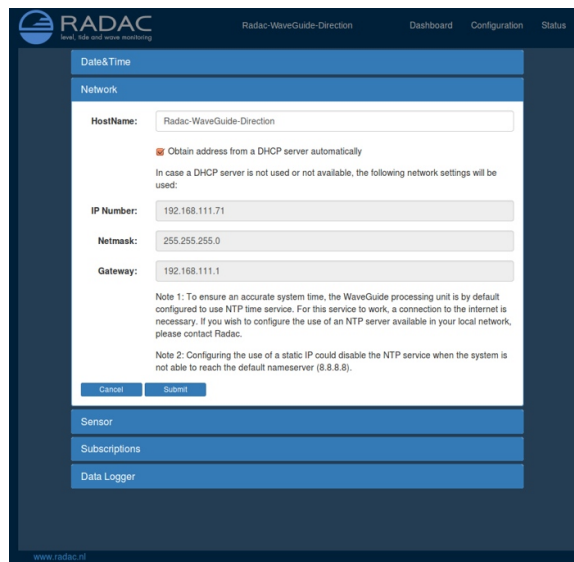 RADAC
level, tide and wave monitoring
Radac-WaveGuide-Direction
Dashboard
Configuration
Status
Date&Time
Network
HostName:
Radac-WaveGuide-Direction
Obtain address from a DHCP server automatically
In case a DHCP server is not used or not available, the following network settings will be
used:
IP Number:
192.168.111.71
Netmask:
255.255.255.0
Gateway:
192.168.111.1
Note 1: To ensure an accurate system time, the WaveGuide processing unit is by default
configured to use NTP time service. For this service to work, a connection to the internet is
necessary. If you wish to configure the use of an NTP server available in your local network,
please contact Radac.
Note 2: Configuring the use of a static IP could disable the NTP service when the system is
not able to reach the default nameserver (8.8.8.8).
Cancel
Submit
Sensor
Subscriptions
Data Logger
www.radac.nl